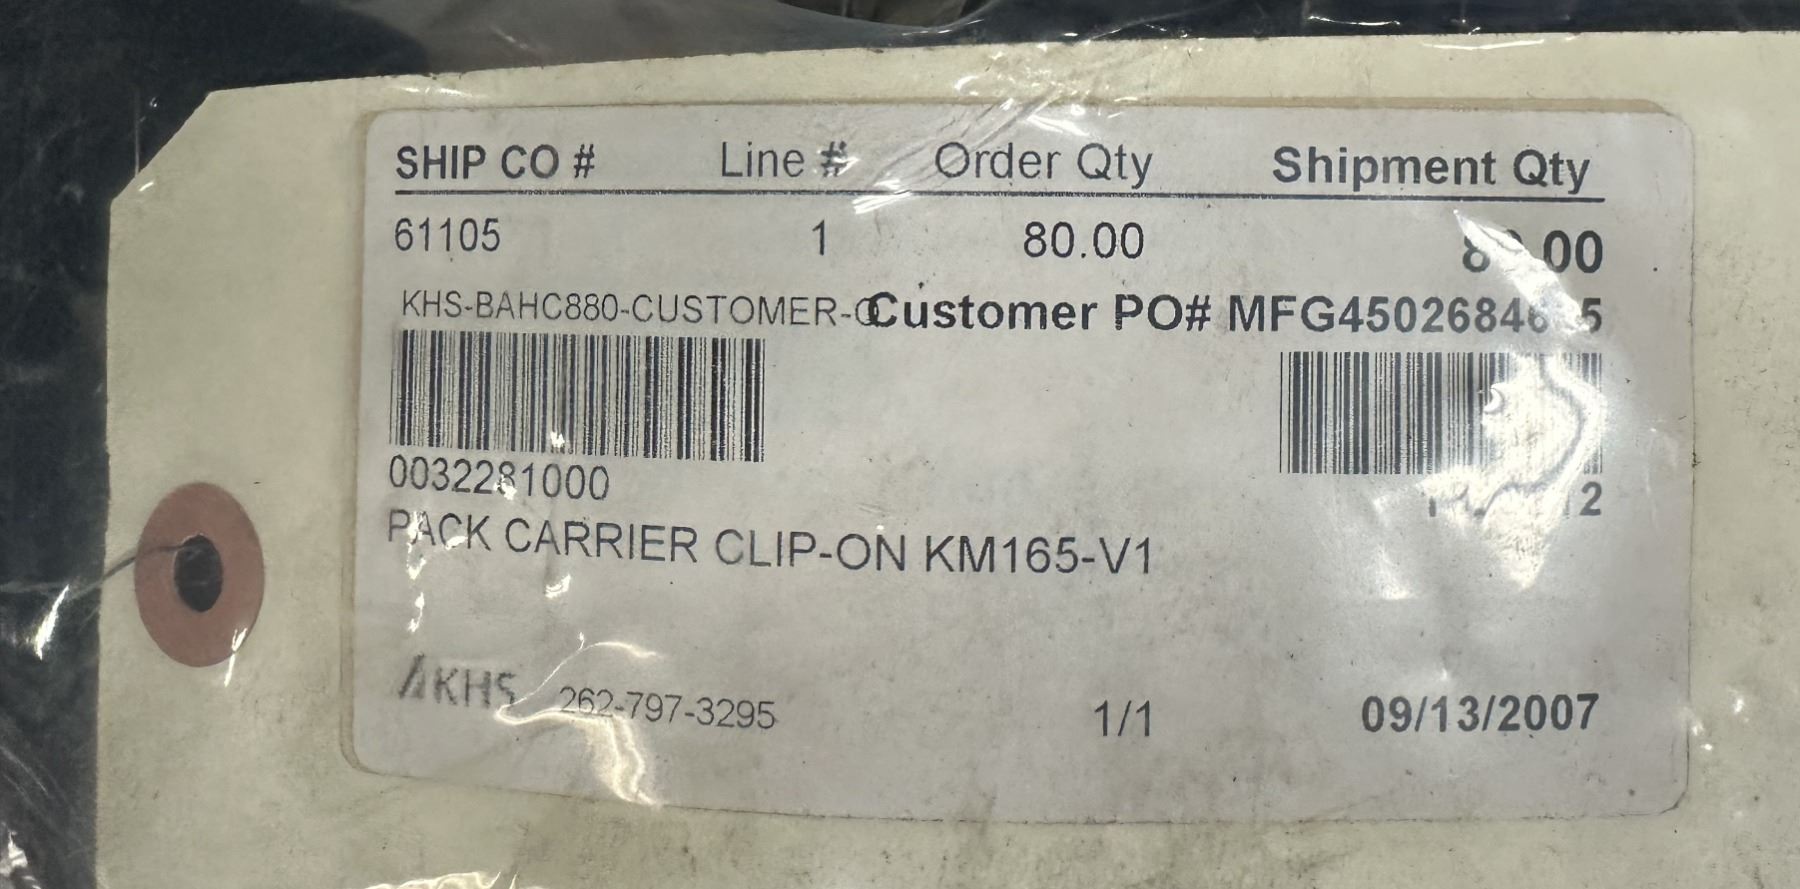 SHIP CO # Line # Order Qty Shipment Qty
61105 1 80.00
KHS-BAHC880-CUSTOMER- Customer PO#
0032281000
PACK CARRIER CLIP-ON KM165-V1
KHS 262-797-3295 1/1 09/13/2007